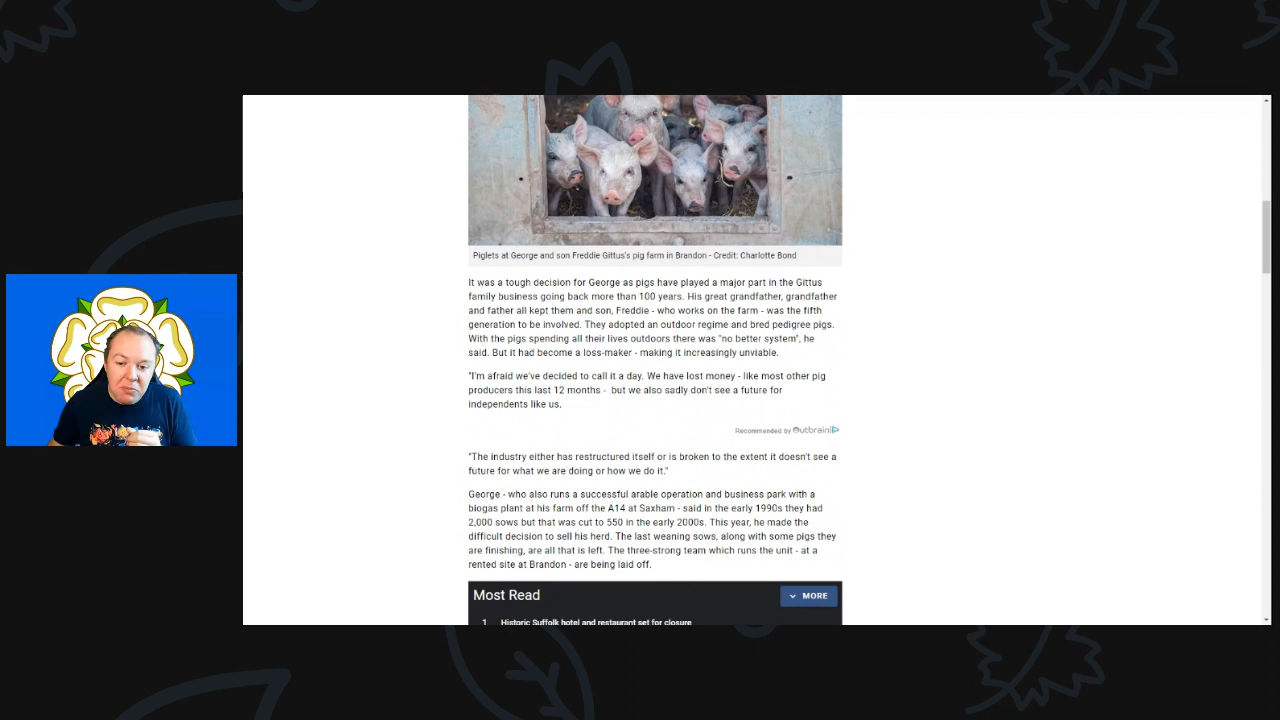 Piglets at George and son Freddie Gittus's pig farm in Brandon - Credit: Charlotte Bond
It was a tough decision for George as pigs have played a major part in the Gittus
family business going back more than 100 years. His great grandfather, grandfather
and father all kept them and son, Freddie - who works on the farm - was the fifth
generation to be involved. They adopted an outdoor regime and bred pedigree pigs.
With the pigs spending all their lives outdoors there was "no better system", he
said. But it had become a loss-maker - making it increasingly unviable.
"I'm afraid we've decided to call it a day. We have lost money - like most other pig
producers this last 12 months - but we also sadly don't see a future for
independents like us.
Recommended by Outbrain
"The industry either has restructured itself or is broken to the extent it doesn't see a
future for what we are doing or how we do it."
George - who also runs a successful arable operation and business park with a
biogas plant at his farm off the A14 at Saxham - said in the early 1990s they had
2,000 sows but that was cut to 550 in the early 2000s. This year, he made the
difficult decision to sell his herd. The last weaning sows, along with some pigs they
are finishing, are all that is left. The three-strong team which runs the unit - at a
rented site at Brandon - are being laid off.
Most Read
MORE
1 Historic Suffolk hotel and restaurant set for closure